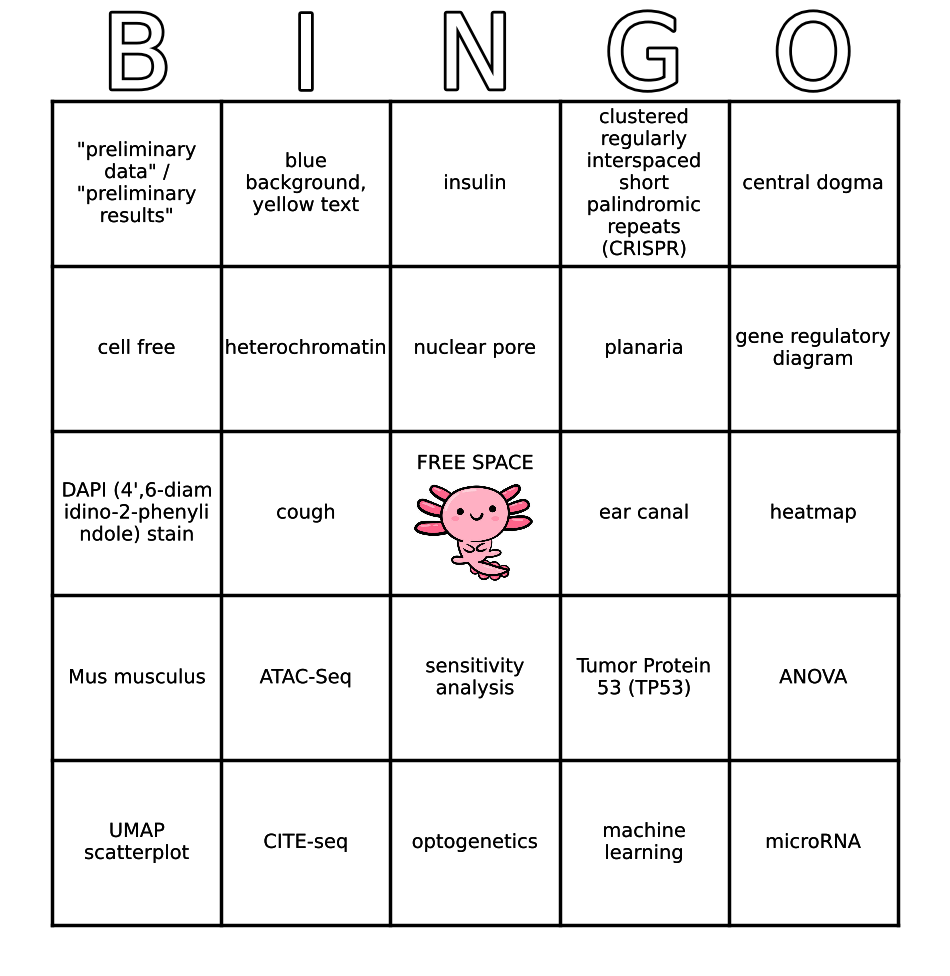 B I N G O
"preliminary
data" /
"preliminary
results"
blue
background,
yellow text
insulin
clustered
regularly
interspaced
short
palindromic
repeats
(CRISPR)
central dogma
cell free
heterochromatin
nuclear pore
planaria
gene regulatory
diagram
DAPI (4',6-diam
idino-2-phenyli
ndole) stain
cough
FREE SPACE
ear canal
heatmap
Mus musculus
ATAC-Seq
sensitivity
analysis
Tumor Protein
53 (TP53)
ANOVA
UMAP
scatterplot
CITE-seq
optogenetics
machine
learning
microRNA